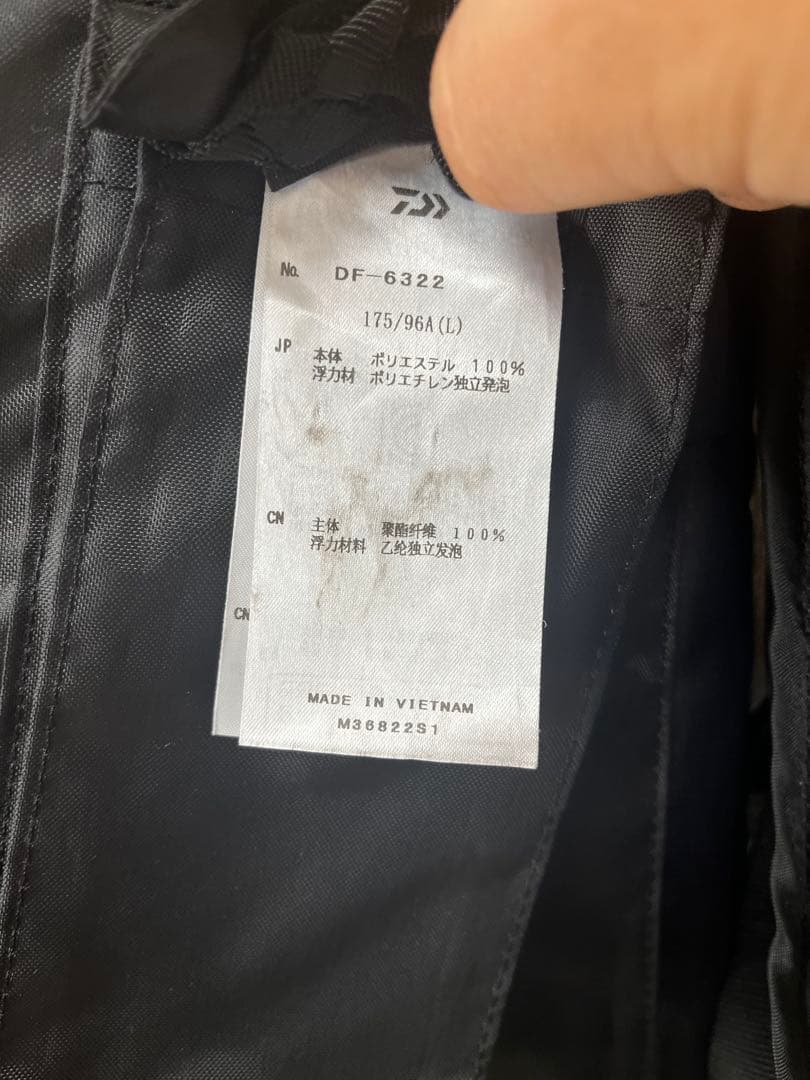 No. DF-6322
175/96A(L)
JP 本体 ポリエステル 100%
浮力材 ポリエチレン独立発泡
CN 主体 聚酯纤维 100%
浮力材料 乙纶独立发泡
CN
MADE IN VIETNAM
M36822S1